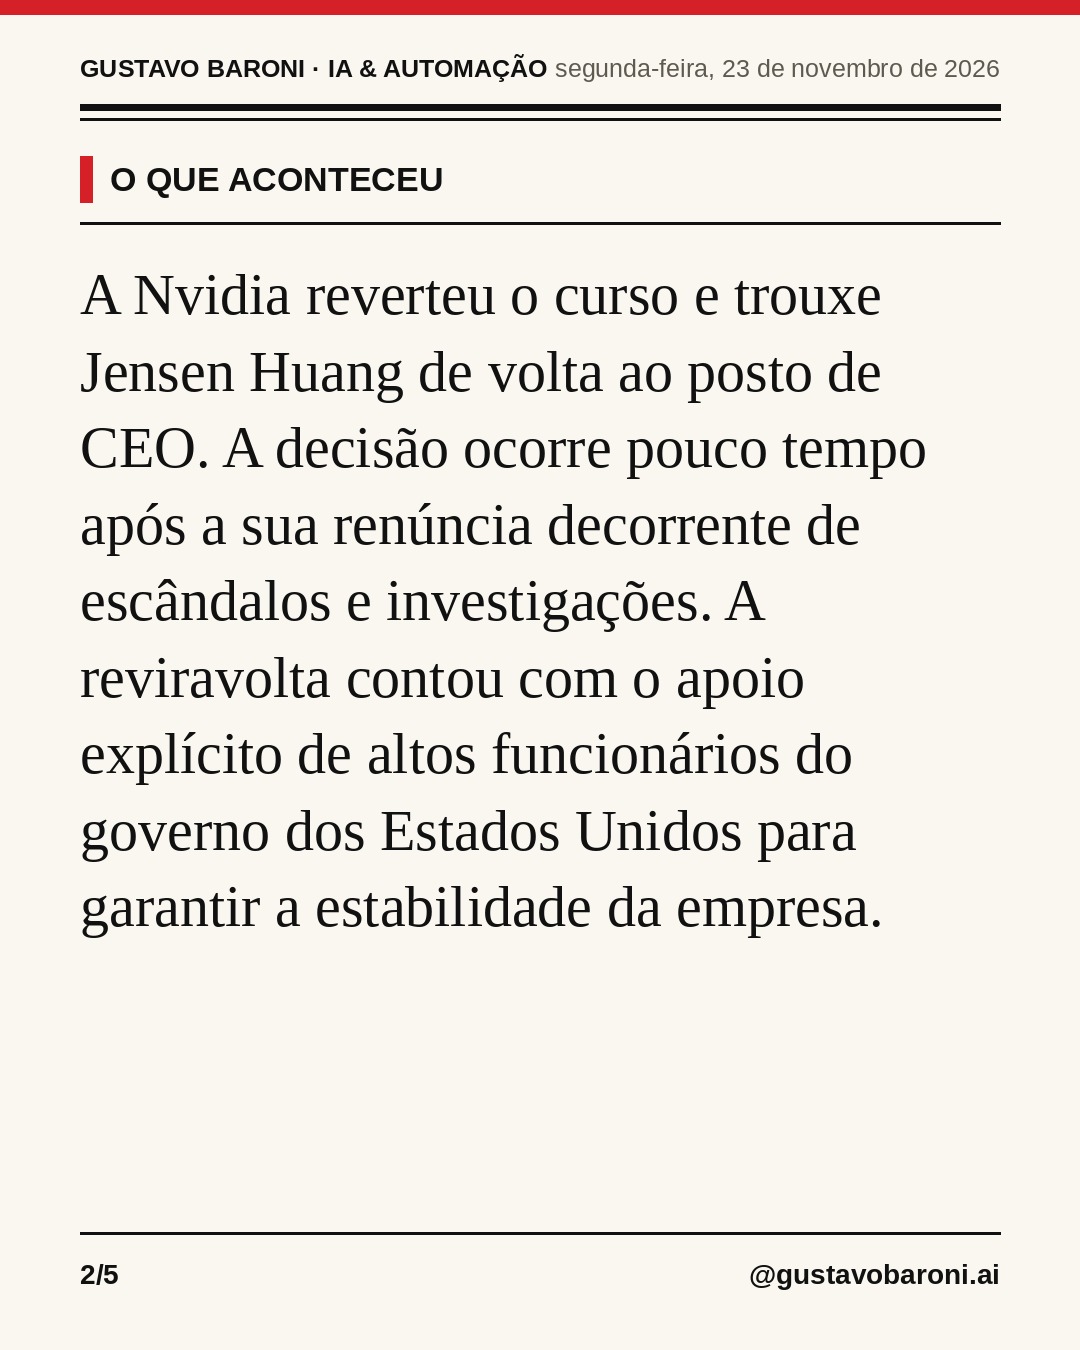 GUSTAVO BARONI · IA & AUTOMAÇÃO segunda-feira, 23 de novembro de 2026
O QUE ACONTECEU
A Nvidia reverteu o curso e trouxe
Jensen Huang de volta ao posto de
CEO. A decisão ocorre pouco tempo
após a sua renúncia decorrente de
escândalos e investigações. A
reviravolta contou com o apoio
explícito de altos funcionários do
governo dos Estados Unidos para
garantir a estabilidade da empresa.
2/5 @gustavobaroni.ai